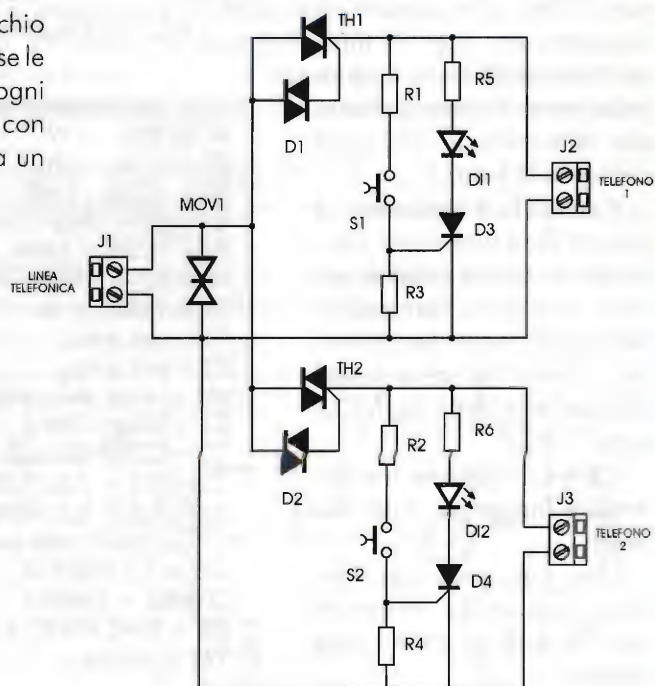 chio
se le
ogni
con
a un
TH1
D1
R1
R5
DI1
S1
D3
R3
J2
TELEFONO
1
MOV1
J1
LINEA
TELEFONICA
TH2
D2
R2
R6
DI2
S2
D4
R4
J3
TELEFONO
2